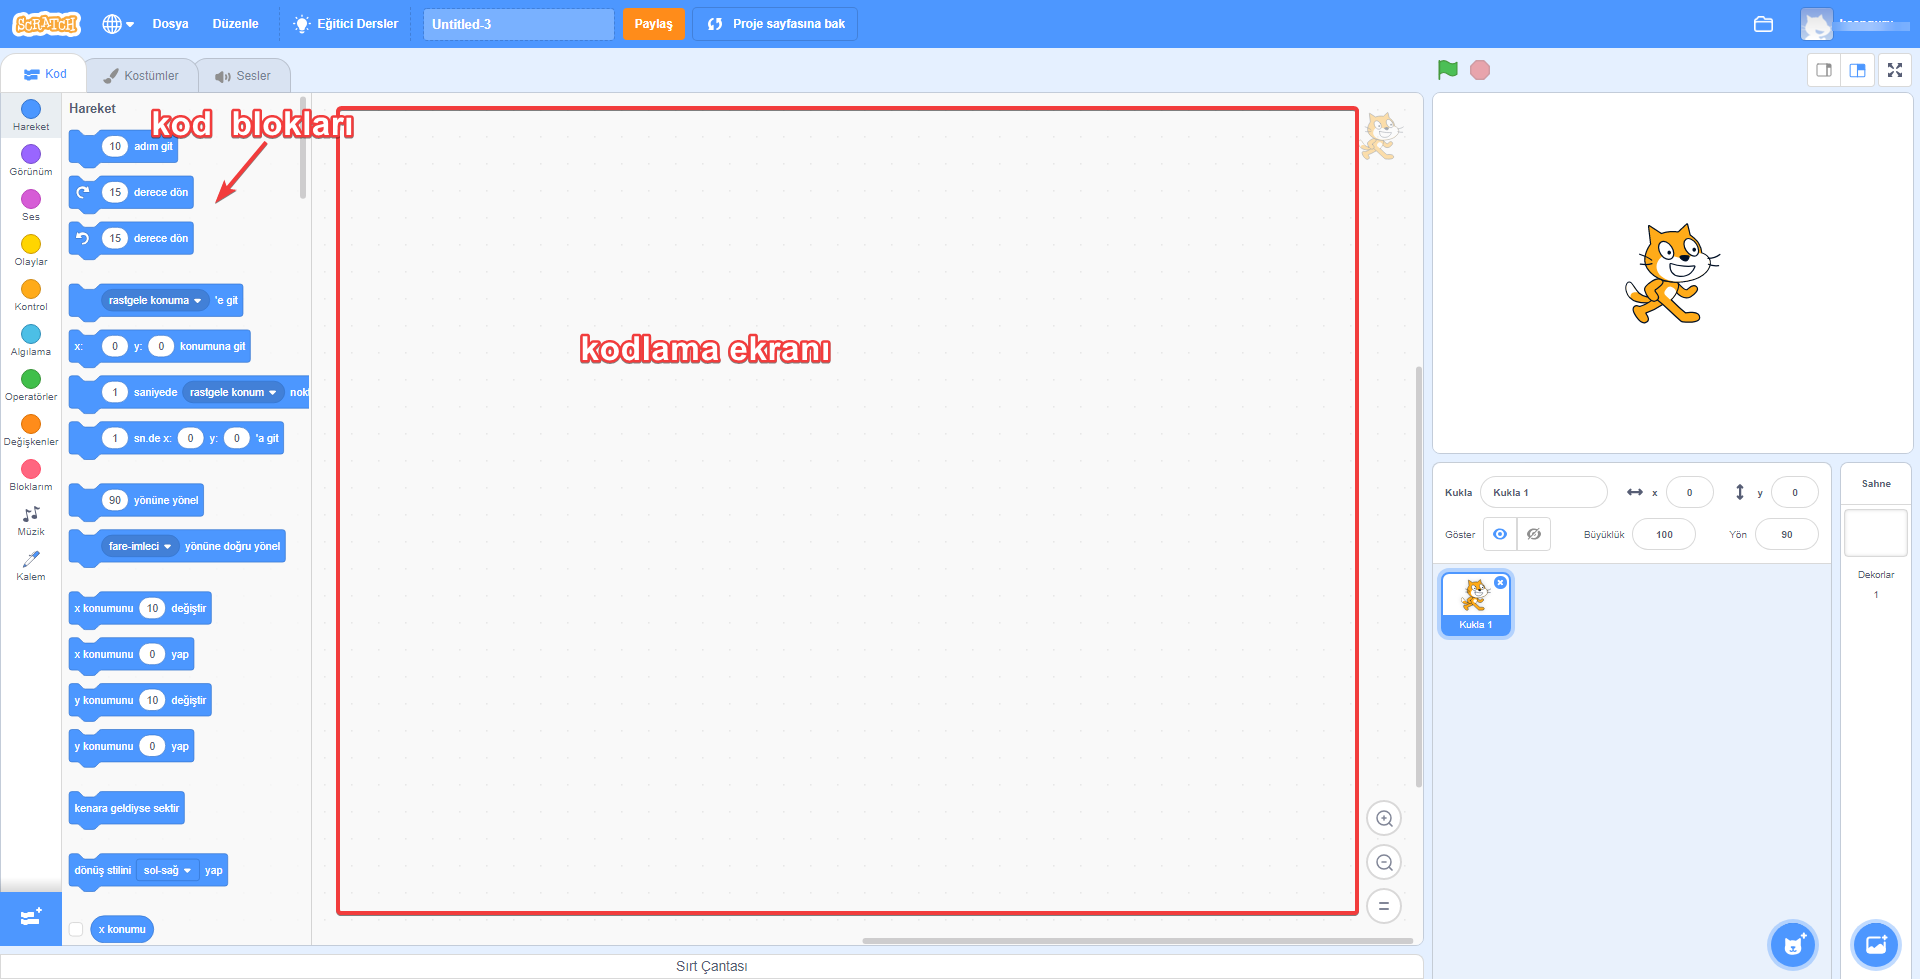 SCRATCH Dosya Düzenle Eğitici Dersler Untitled-3 Paylaş Proje sayfasına bak
Kod Kostümler Sesler
Hareket
Görünüm
Ses
Olaylar
Kontrol
Algılama
Operatörler
Değişkenler
Bloklarım
Müzik
Kalem
Hareket
kod blokları
10 adım git
15 derece dön
15 derece dön
rastgele konuma 'e git
x: 0 y: 0 konumuna git
1 saniyede rastgele konum nokt
1 sn.de x: 0 y: 0 'a git
90 yönüne yönel
fare-imleci yönüne doğru yönel
x konumunu 10 değiştir
x konumunu 0 yap
y konumunu 10 değiştir
y konumunu 0 yap
kenara geldiyse sektir
dönüş stilini sol-sağ yap
x konumu
kodlama ekranı
Kukla Kukla 1 x 0 y 0
Göster Büyüklük 100 Yön 90
Kukla 1
Sahne
Dekorlar
1
Sırt Çantası